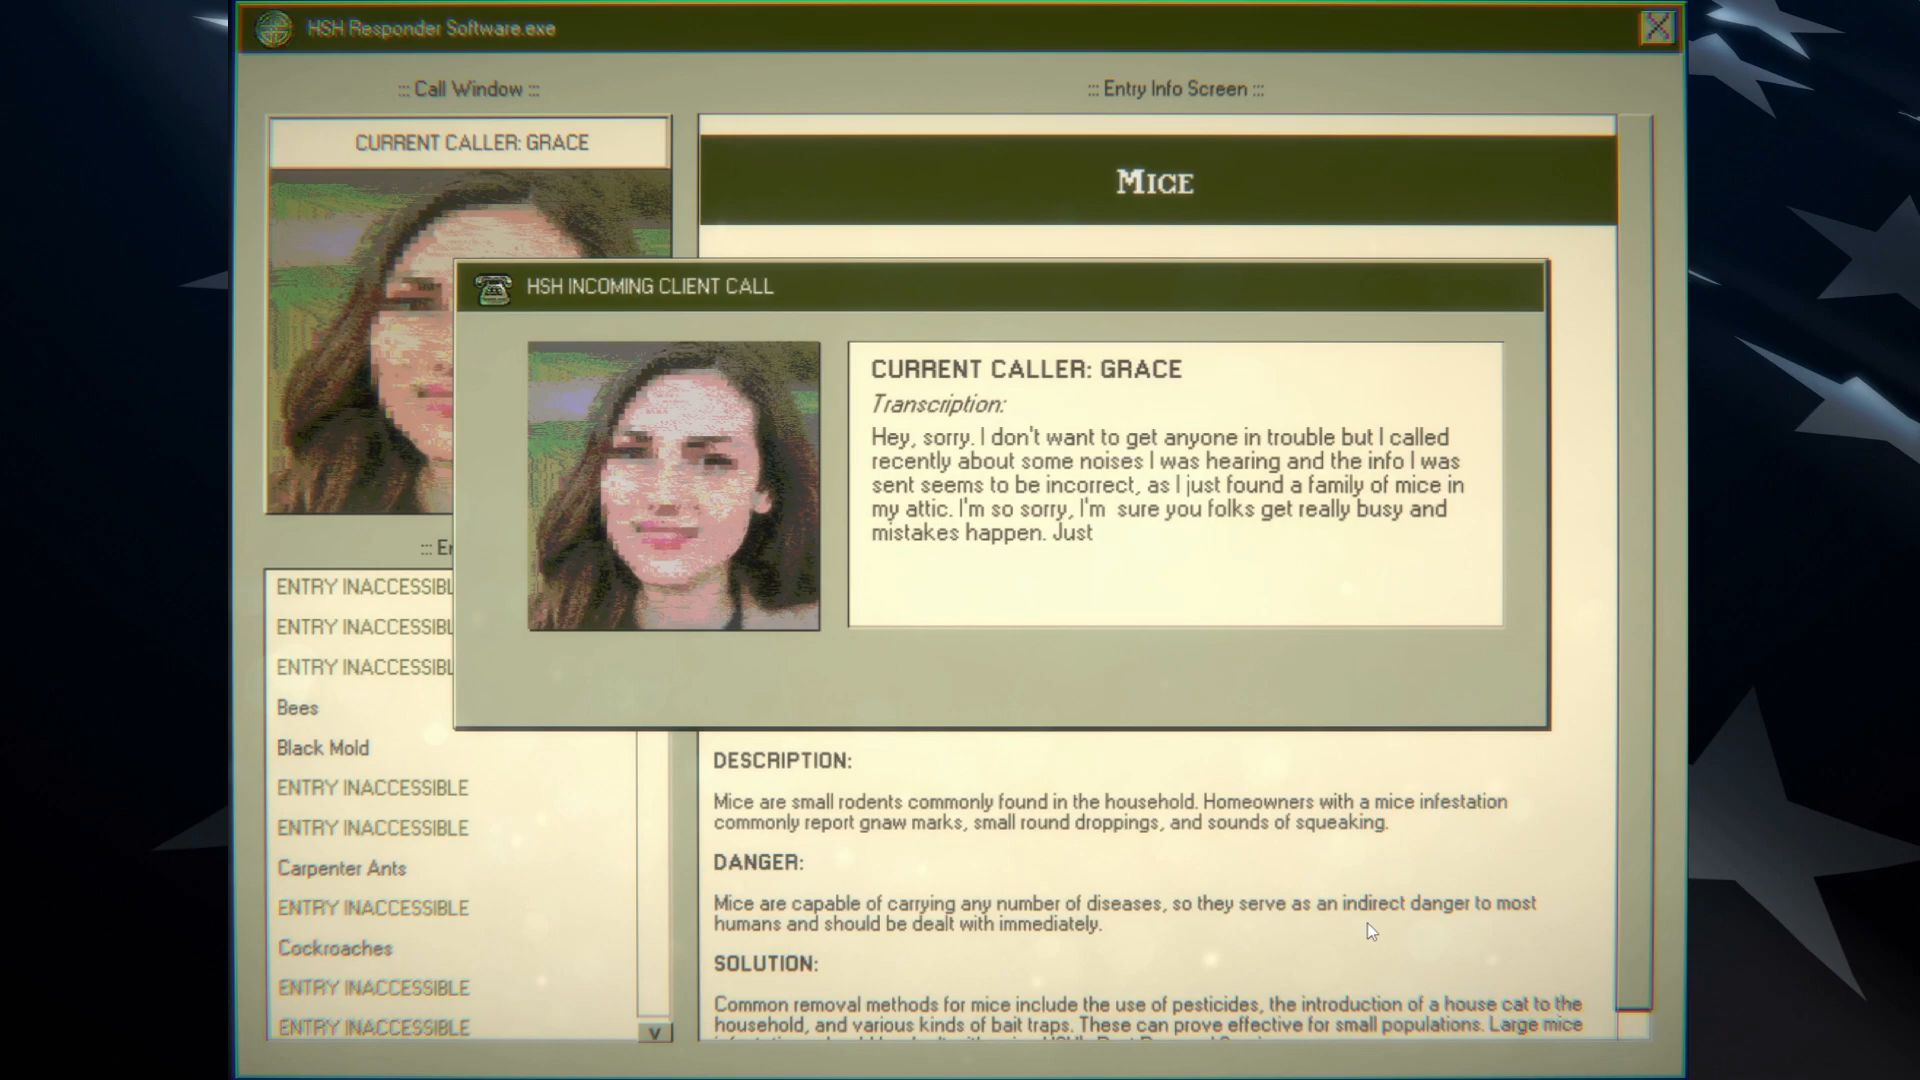 HSH Responder Software.exe
::: Call Window :::
::: Entry Info Screen :::
CURRENT CALLER: GRACE
MICE
HSH INCOMING CLIENT CALL
CURRENT CALLER: GRACE
Transcription:
Hey, sorry. I don't want to get anyone in trouble but I called
recently about some noises I was hearing and the info I was
sent seems to be incorrect, as I just found a family of mice in
my attic. I'm so sorry, I'm sure you folks get really busy and
mistakes happen. Just
ENTRY INACCESSIBL
ENTRY INACCESSIBL
ENTRY INACCESSIBL
Bees
Black Mold
ENTRY INACCESSIBLE
ENTRY INACCESSIBLE
Carpenter Ants
ENTRY INACCESSIBLE
Cockroaches
ENTRY INACCESSIBLE
ENTRY INACCESSIBLE
DESCRIPTION:
Mice are small rodents commonly found in the household. Homeowners with a mice infestation
commonly report gnaw marks, small round droppings, and sounds of squeaking.
DANGER:
Mice are capable of carrying any number of diseases, so they serve as an indirect danger to most
humans and should be dealt with immediately.
SOLUTION:
Common removal methods for mice include the use of pesticides, the introduction of a house cat to the
household, and various kinds of bait traps. These can prove effective for small populations. Large mice